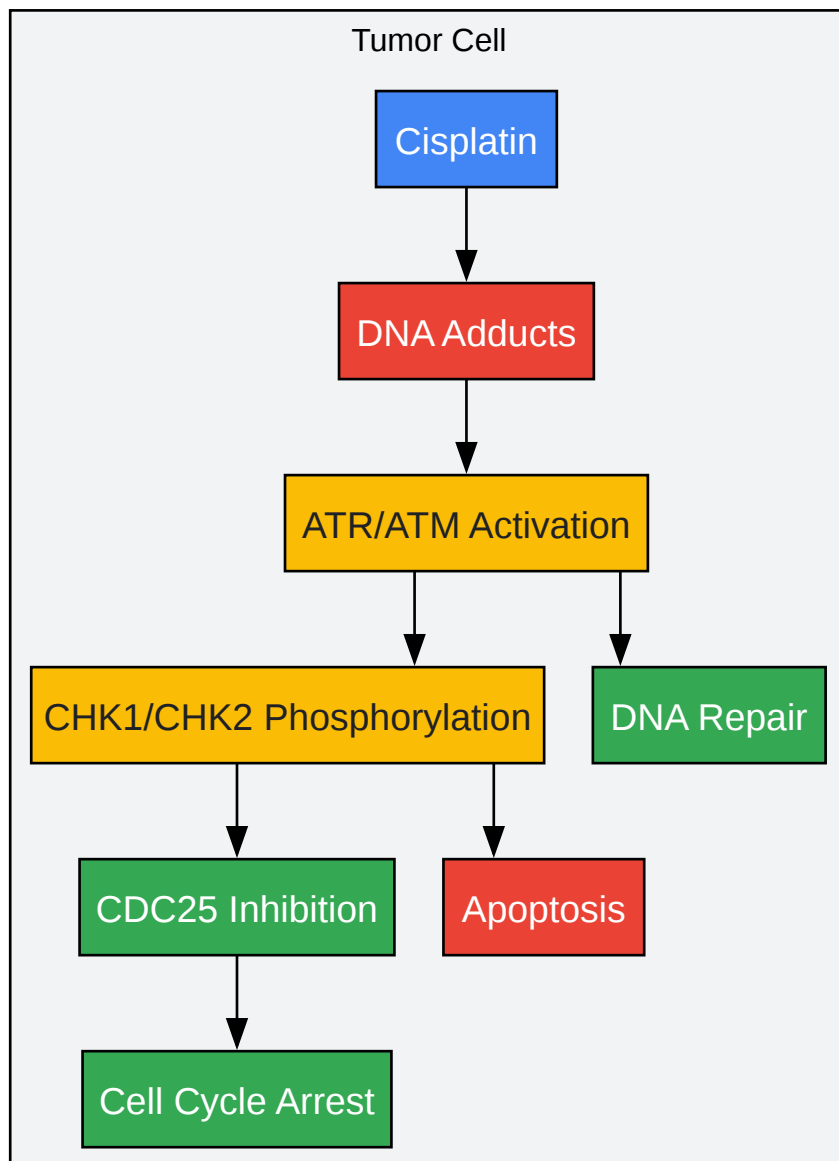 Tumor Cell
Cisplatin
DNA Adducts
ATR/ATM Activation
CHK1/CHK2 Phosphorylation
DNA Repair
CDC25 Inhibition
Apoptosis
Cell Cycle Arrest